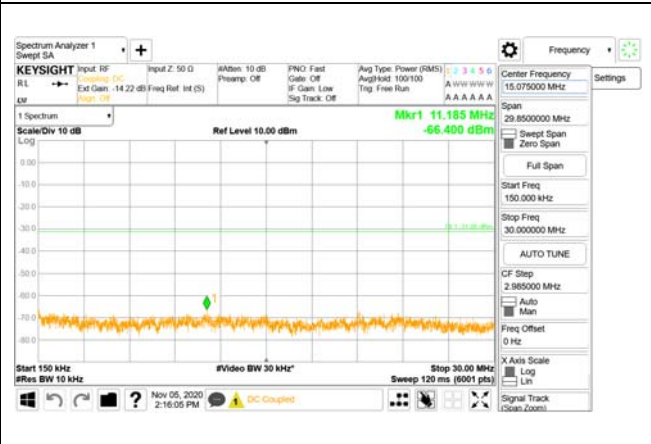 Spectrum Analyzer 1
Swept SA
+
Frequency
KEYSIGHT Input: RF Input Z: 50 Ω #Atten: 10 dB PNO: Fast Avg Type: Power (RMS) 1 2 3 4 5 6
RL Coupling: DC Preamp: Off Gate: Off Avg|Hold: 100/100 A W W W W W
Ext Gain: -14.22 dB Freq Ref: Int (S) IF Gain: Low Trig: Free Run
Align: Off Sig Track: Off A A A A A A
1 Spectrum
Mkr1 11.185 MHz
Scale/Div 10 dB Ref Level 10.00 dBm -66.400 dBm
Log
0.00
-10.0
-20.0
-30.0
-40.0
-50.0
-60.0
1
-70.0
-80.0
Start 150 kHz #Video BW 30 kHz* Stop 30.00 MHz
#Res BW 10 kHz Sweep 120 ms (6001 pts)
? Nov 05, 2020
2:16:05 PM
1 DC Coupled
Center Frequency
15.075000 MHz
Settings
Span
29.8500000 MHz
Swept Span
Zero Span
Full Span
Start Freq
150.000 kHz
Stop Freq
30.000000 MHz
AUTO TUNE
CF Step
2.985000 MHz
Auto
Man
Freq Offset
0 Hz
X Axis Scale
Log
Lin
Signal Track
(Span Zoom)